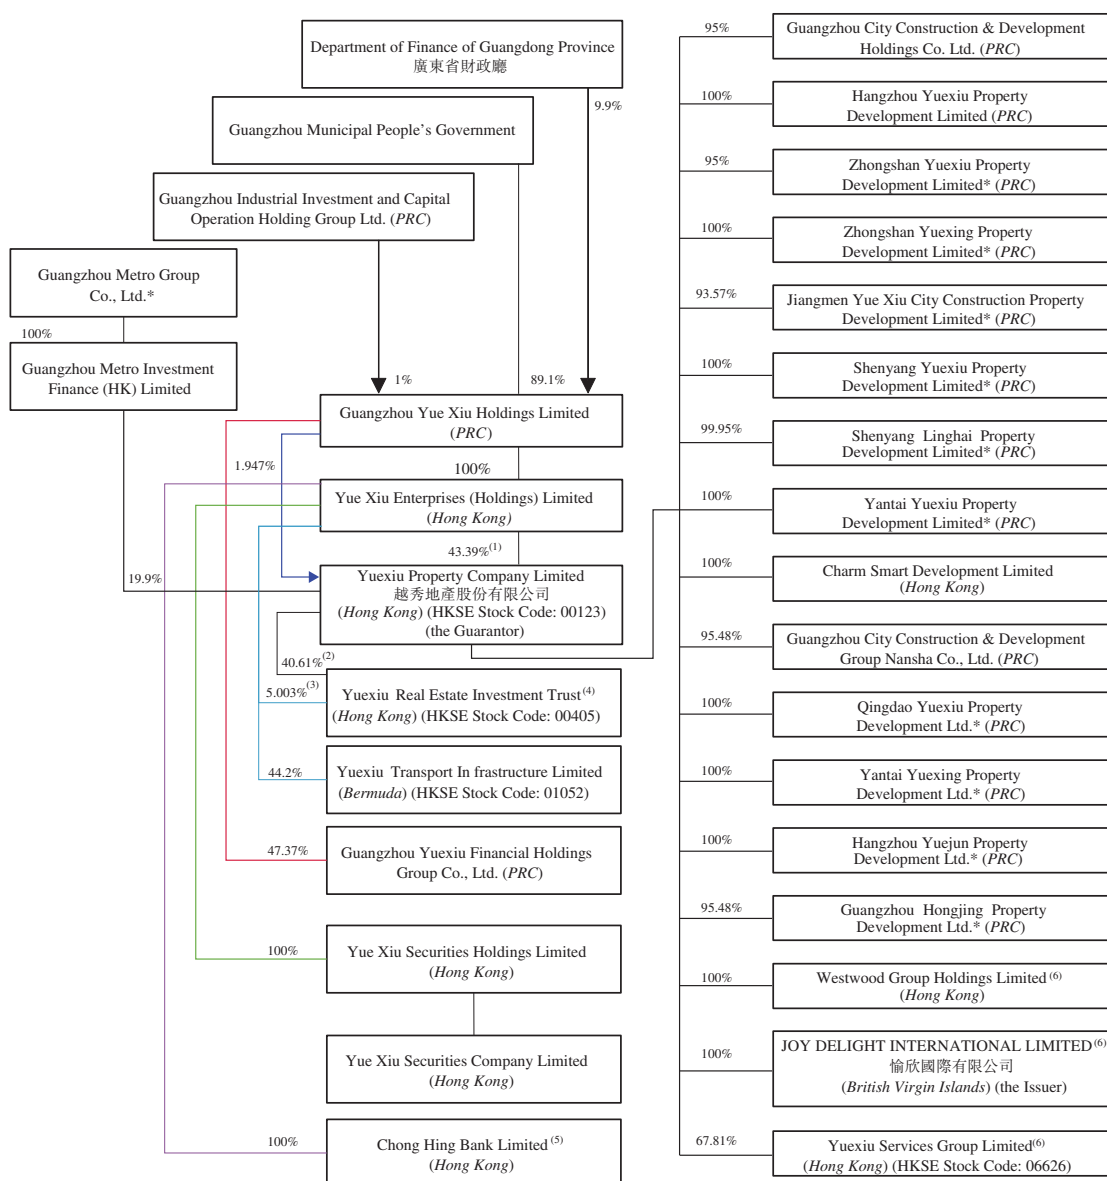 Department of Finance of Guangdong Province
廣東省財政廳
9.9%
Guangzhou Municipal People's Government
Guangzhou Industrial Investment and Capital
Operation Holding Group Ltd. (PRC)
Guangzhou Metro Group
Co., Ltd.*
100%
Guangzhou Metro Investment
Finance (HK) Limited
1%
89.1%
Guangzhou Yue Xiu Holdings Limited
(PRC)
1.947%
100%
Yue Xiu Enterprises (Holdings) Limited
(Hong Kong)
43.39%(1)
19.9%
Yuexiu Property Company Limited
越秀地產股份有限公司
(Hong Kong) (HKSE Stock Code: 00123)
(the Guarantor)
40.61%(2)
5.003%(3)
Yuexiu Real Estate Investment Trust(4)
(Hong Kong) (HKSE Stock Code: 00405)
44.2%
Yuexiu Transport In frastructure Limited
(Bermuda) (HKSE Stock Code: 01052)
47.37%
Guangzhou Yuexiu Financial Holdings
Group Co., Ltd. (PRC)
100%
Yue Xiu Securities Holdings Limited
(Hong Kong)
Yue Xiu Securities Company Limited
(Hong Kong)
100%
Chong Hing Bank Limited (5)
(Hong Kong)
95%
Guangzhou City Construction & Development
Holdings Co. Ltd. (PRC)
100%
Hangzhou Yuexiu Property
Development Limited (PRC)
95%
Zhongshan Yuexiu Property
Development Limited* (PRC)
100%
Zhongshan Yuexing Property
Development Limited* (PRC)
93.57%
Jiangmen Yue Xiu City Construction Property
Development Limited* (PRC)
100%
Shenyang Yuexiu Property
Development Limited* (PRC)
99.95%
Shenyang Linghai Property
Development Limited* (PRC)
100%
Yantai Yuexiu Property
Development Limited* (PRC)
100%
Charm Smart Development Limited
(Hong Kong)
95.48%
Guangzhou City Construction & Development
Group Nansha Co., Ltd. (PRC)
100%
Qingdao Yuexiu Property
Development Ltd.* (PRC)
100%
Yantai Yuexing Property
Development Ltd.* (PRC)
100%
Hangzhou Yuejun Property
Development Ltd.* (PRC)
95.48%
Guangzhou Hongjing Property
Development Ltd.* (PRC)
100%
Westwood Group Holdings Limited (6)
(Hong Kong)
100%
JOY DELIGHT INTERNATIONAL LIMITED(6)
愉欣國際有限公司
(British Virgin Islands) (the Issuer)
67.81%
Yuexiu Services Group Limited(6)
(Hong Kong) (HKSE Stock Code: 06626)